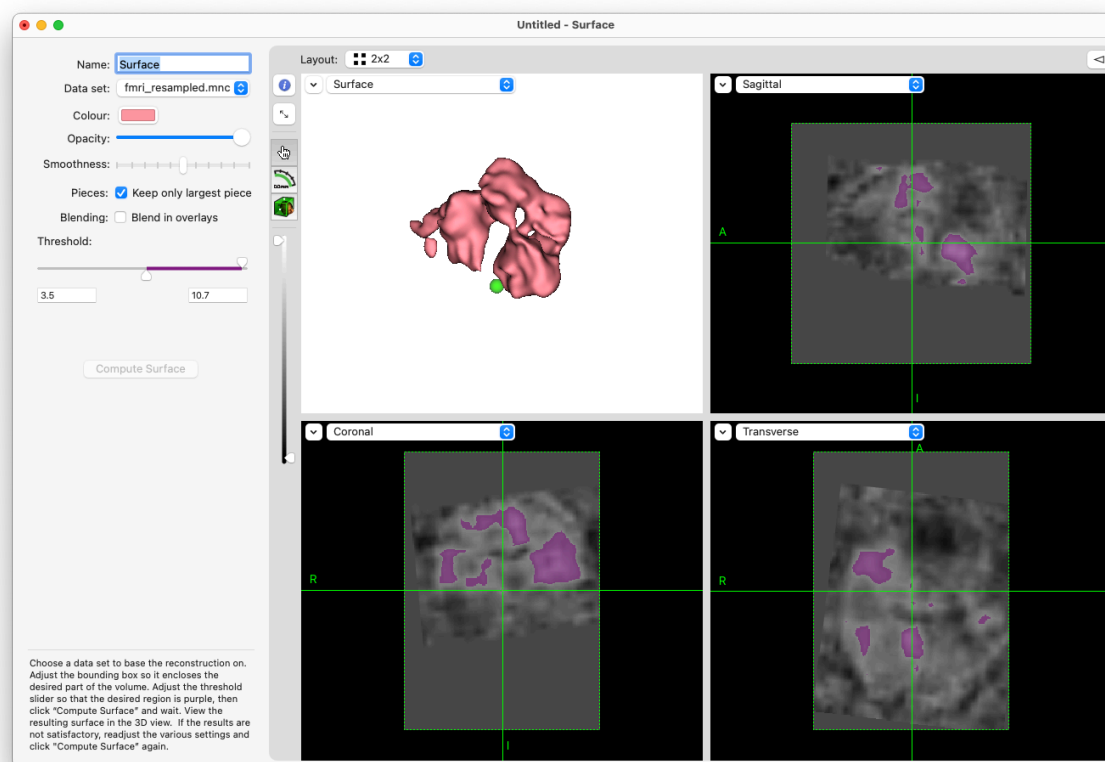 Untitled - Surface
Name: Surface
Data set: fmri_resampled.mnc
Colour:
Opacity:
Smoothness:
Pieces: Keep only largest piece
Blending: Blend in overlays
Threshold:
3.5 10.7
Compute Surface
Choose a data set to base the reconstruction on.
Adjust the bounding box so it encloses the
desired part of the volume. Adjust the threshold
slider so that the desired region is purple, then
click "Compute Surface" and wait. View the
resulting surface in the 3D view.  If the results are
not satisfactory, readjust the various settings and
click "Compute Surface" again.
Layout: 2x2
Surface
Sagittal
A
I
Coronal
R
I
Transverse
A
R